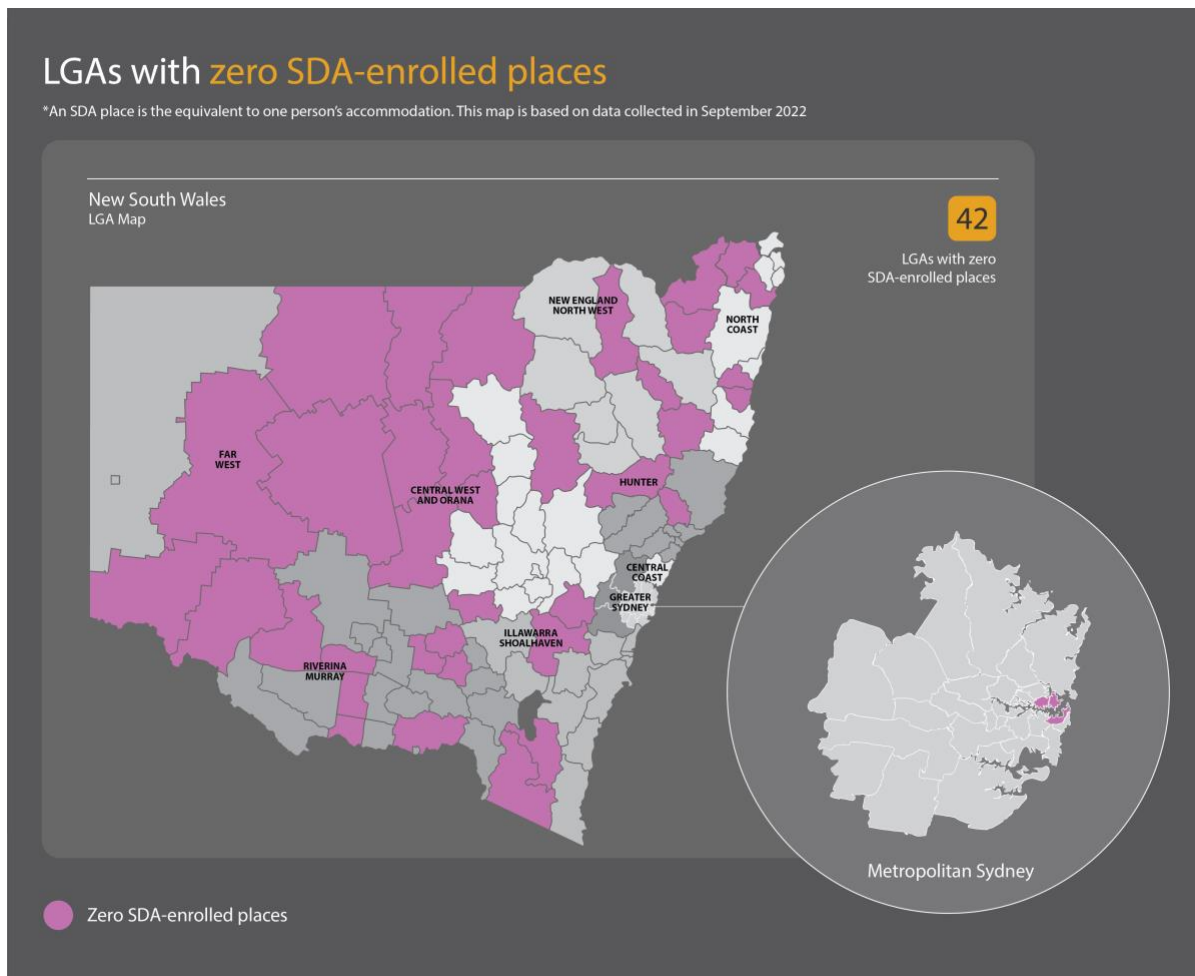 LGAs with zero SDA-enrolled places
*An SDA place is the equivalent to one person's accommodation. This map is based on data collected in September 2022
New South Wales
LGA Map
42
LGAs with zero
SDA-enrolled places
NEW ENGLAND
NORTH WEST
NORTH
COAST
FAR
WEST
CENTRAL WEST
AND ORANA
HUNTER
CENTRAL
COAST
GREATER
SYDNEY
ILLAWARRA
SHOALHAVEN
RIVERINA
MURRAY
Metropolitan Sydney
Zero SDA-enrolled places